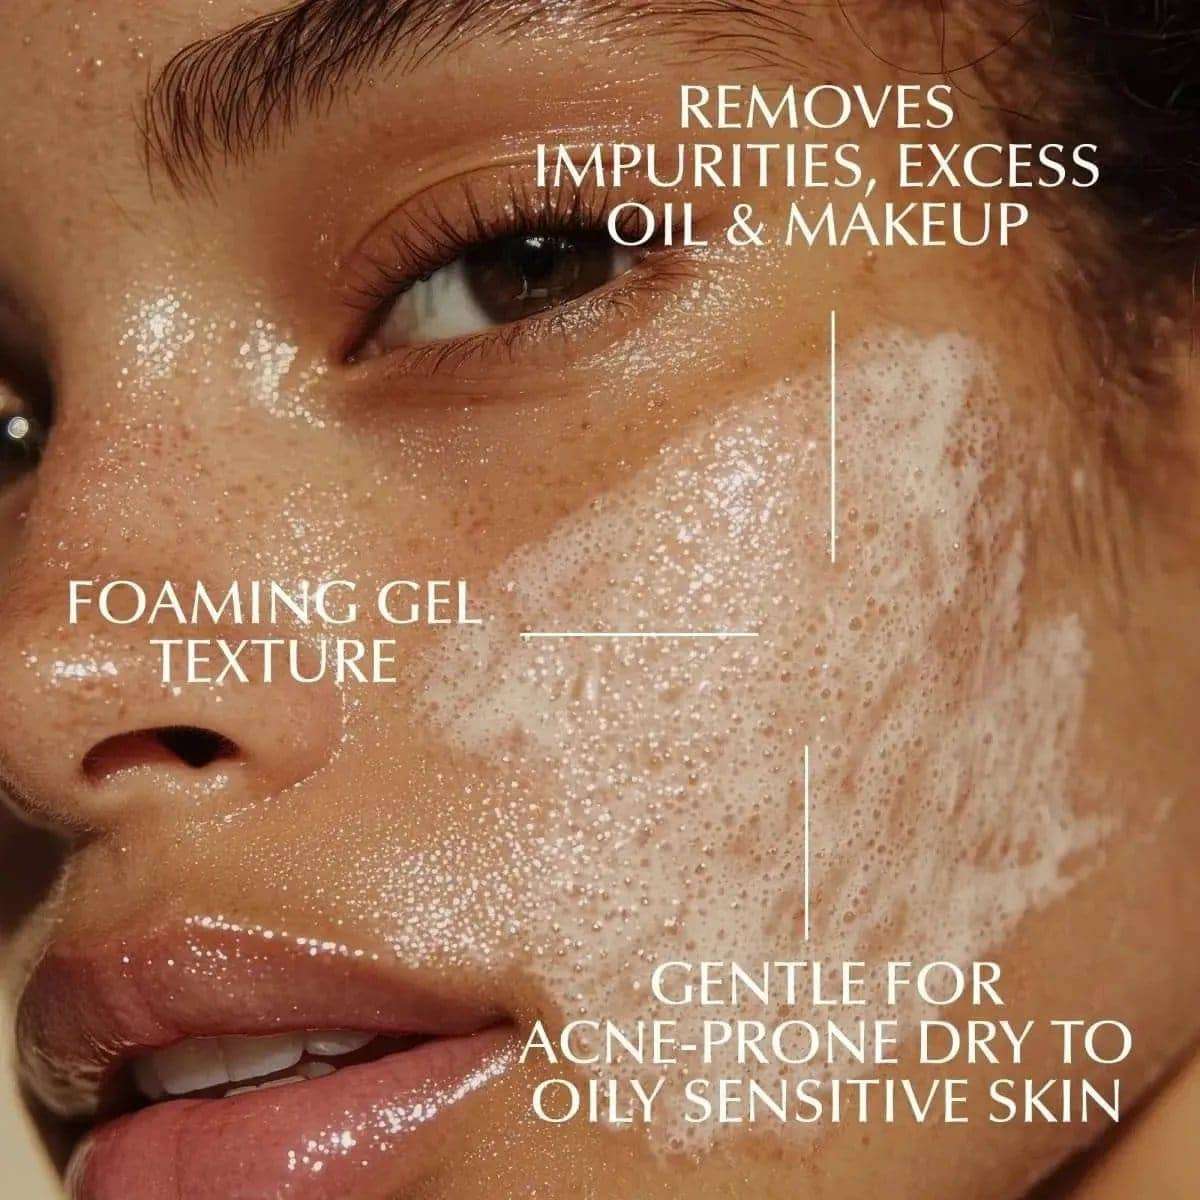 REMOVES
IMPURITIES, EXCESS
OIL & MAKEUP
FOAMING GEL
TEXTURE
GENTLE FOR
ACNE-PRONE DRY TO
OILY SENSITIVE SKIN